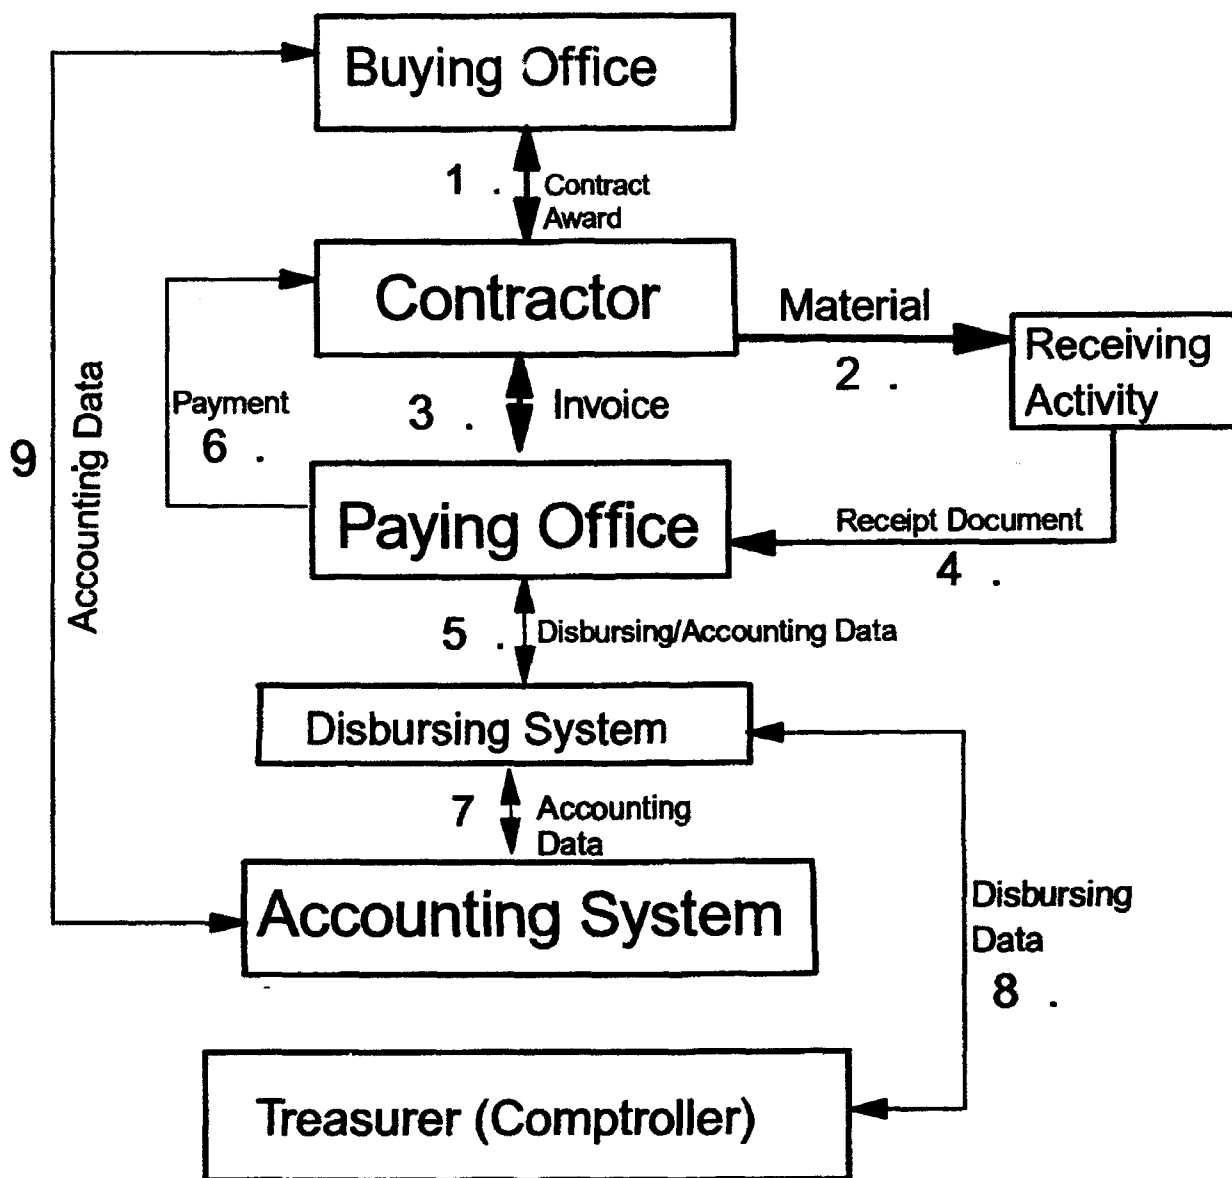 Buying Office
1 .
Contract
Award
Contractor
Material
2 .
Receiving
Activity
Payment
6 .
3 .
Invoice
9
Accounting Data
Paying Office
Receipt Document
4 .
5 .
Disbursing/Accounting Data
Disbursing System
7
Accounting
Data
Accounting System
Disbursing
Data
8 .
Treasurer (Comptroller)